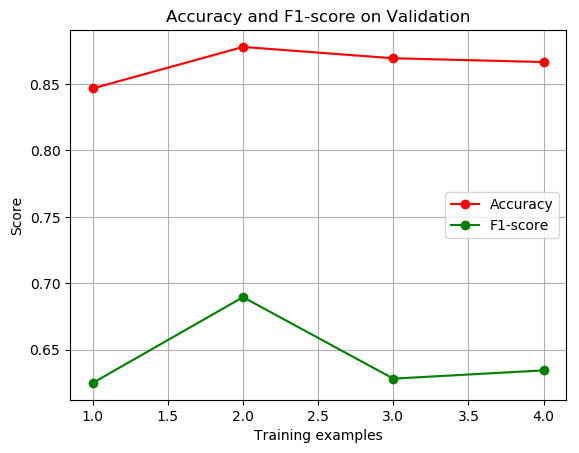 Accuracy and F1-score on Validation
Score
0.85
0.80
0.75
0.70
0.65
Accuracy
F1-score
1.0 1.5 2.0 2.5 3.0 3.5 4.0
Training examples